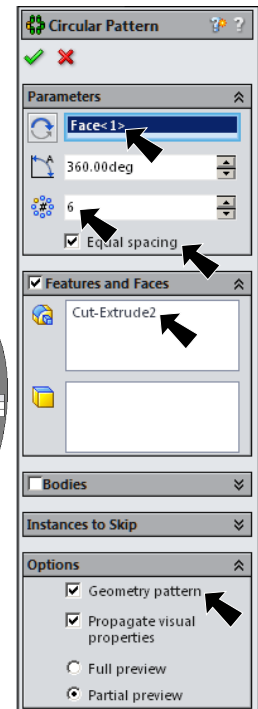 Circular Pattern
Parameters
Face<1>
360.00deg
6
Equal spacing
Features and Faces
Cut-Extrude2
Bodies
Instances to Skip
Options
Geometry pattern
Propagate visual
properties
Full preview
Partial preview